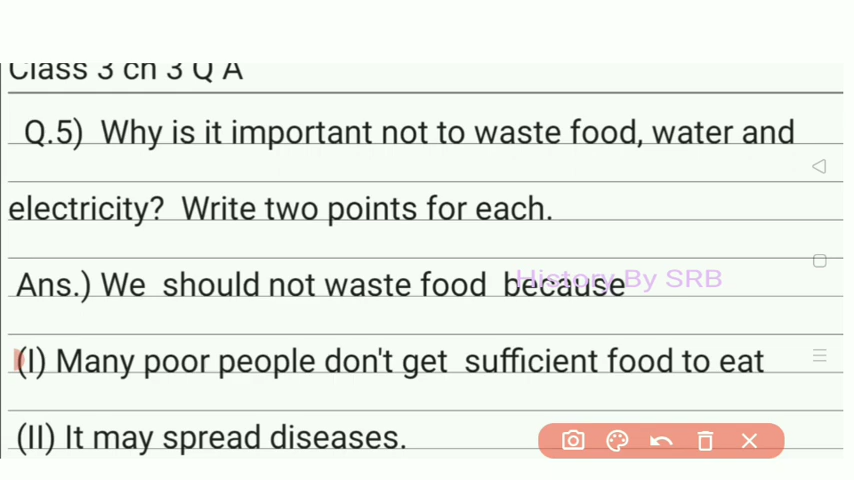 Class 3 ch 3 Q A
Q.5) Why is it important not to waste food, water and
electricity? Write two points for each.
Ans.) We should not waste food because
History By SRB
(I) Many poor people don't get sufficient food to eat
(II) It may spread diseases.